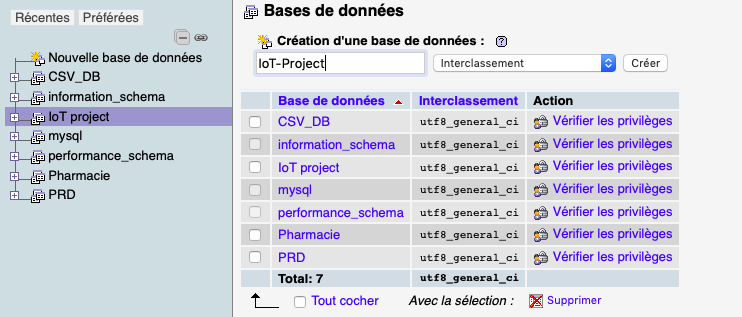 Récentes Préférées
Nouvelle base de données
CSV_DB
information_schema
IoT project
mysql
performance_schema
Pharmacie
PRD
Bases de données
Création d'une base de données :
IoT-Project Interclassement Créer
Base de données Interclassement Action
CSV_DB utf8_general_ci Vérifier les privilèges
information_schema utf8_general_ci Vérifier les privilèges
IoT project utf8_general_ci Vérifier les privilèges
mysql utf8_general_ci Vérifier les privilèges
performance_schema utf8_general_ci Vérifier les privilèges
Pharmacie utf8_general_ci Vérifier les privilèges
PRD utf8_general_ci Vérifier les privilèges
Total: 7 utf8_general_ci
Tout cocher Avec la sélection : Supprimer